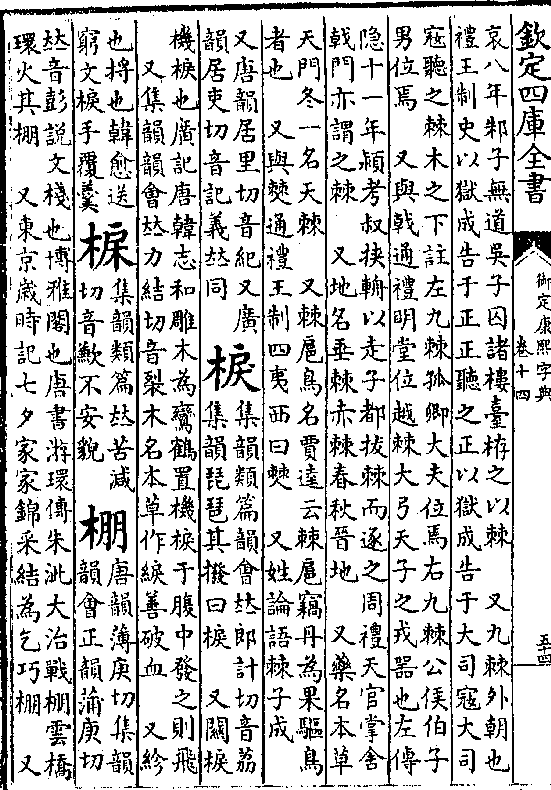 欽定四庫全書
御定康熙字典
卷十四
五十四
哀八年邾子無道吳子囚諸樓臺栫之以棘　又九棘外朝也
禮王制史以獄成告于正正聽之正以獄成告于大司寇大司
寇聽之棘木之下註左九棘孤卿大夫位焉右九棘公侯伯子
男位焉　又與戟通禮明堂位越棘大弓天子之戎器也左傳
隐十一年頴考叔挟輈以走子都拔棘而逐之周禮天官掌舍
戟門亦謂之棘　又地名垂棘赤棘春秋晉地　又藥名本草
天門冬一名天棘　又棘扈鳥名賈逵云棘扈竊丹為果驅鳥
者也　又與僰通禮王制四夷西曰僰　又姓論語棘子成
又唐韻居里切音紀又廣
韻居吏切音記義𠀤同
棙
集韻類篇韻會𠀤郎計切音荔
集韻琵琶其撥曰棙　又關棙
機棙也廣記唐韓志和雕木為鸞鶴置機棙于腹中發之則飛
又集韻韻會𠀤力結切音裂木名本草作綟善破血　又紾
也捋也韓愈送
窮文棙手覆羹
㮇
集韻類篇𠀤苦減
切音歉不安貌
棚
唐韻薄庚切集韻
韻會正韻蒲庚切
𠀤音彭說文棧也博雅閣也唐書游環傳朱泚大治戰棚雲橋
環火其棚　又東京歲時記七夕家家錦采結為乞巧棚　又